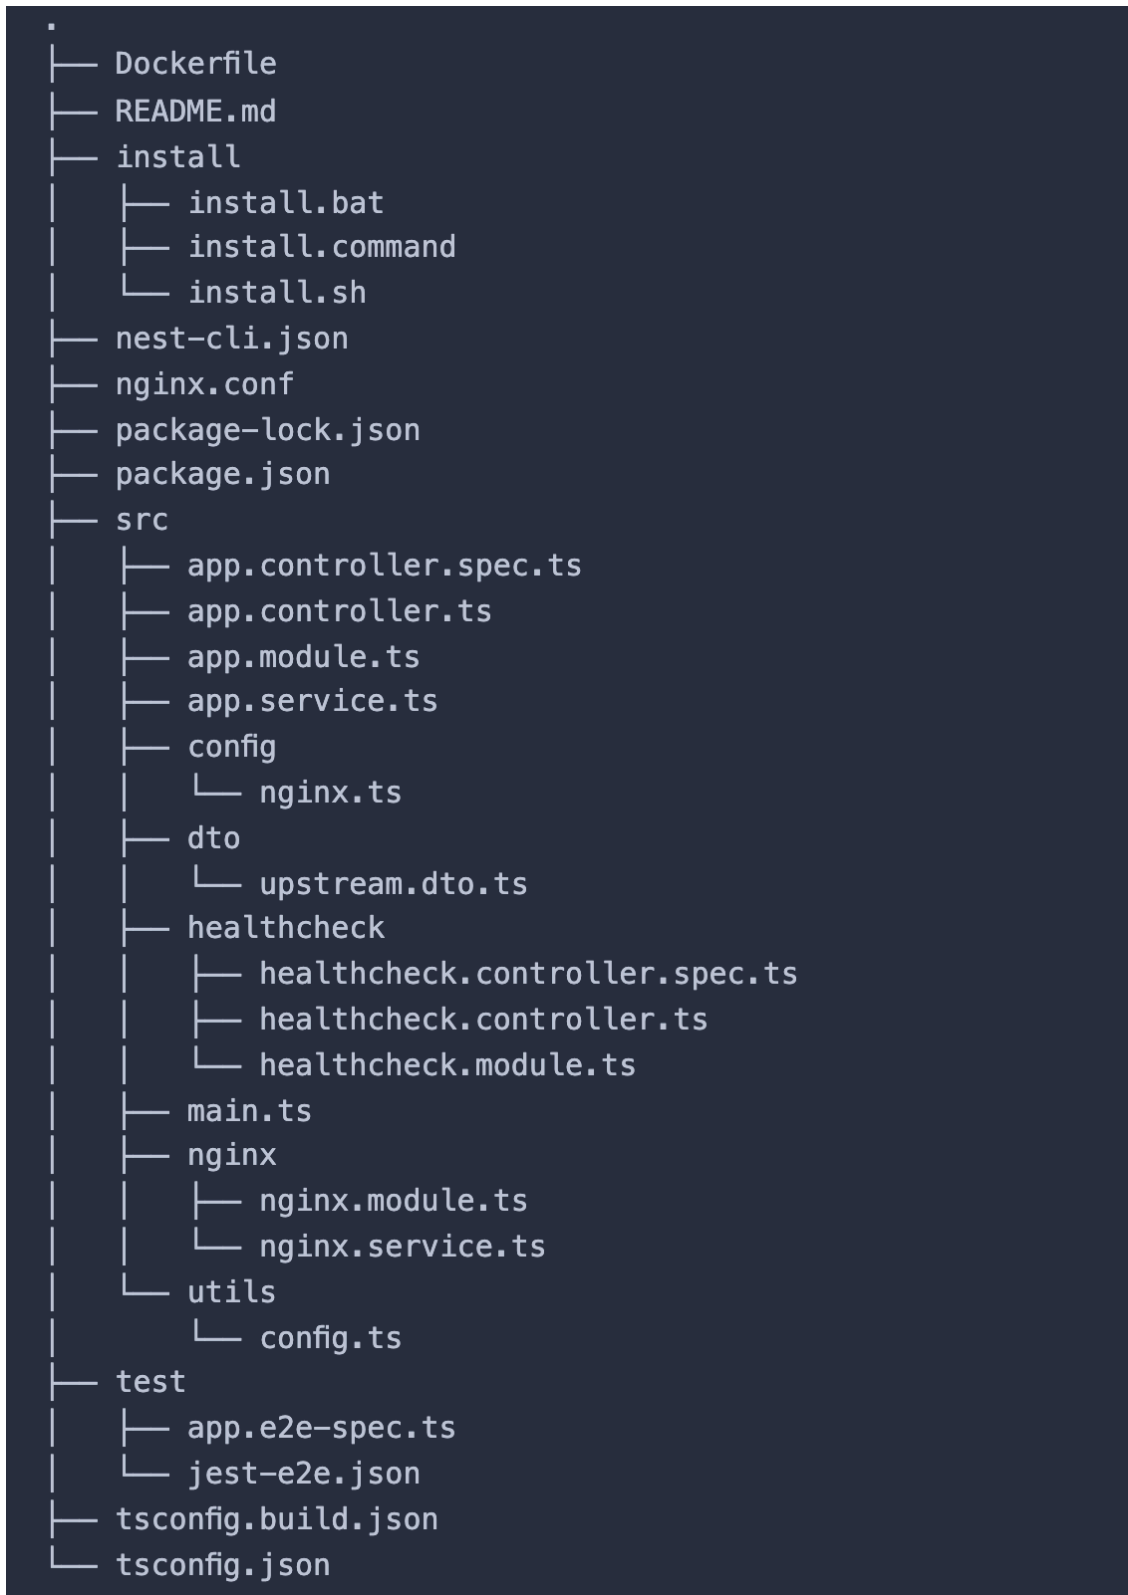 .
├── Dockerfile
├── README.md
├── install
│   ├── install.bat
│   ├── install.command
│   └── install.sh
├── nest-cli.json
├── nginx.conf
├── package-lock.json
├── package.json
├── src
│   ├── app.controller.spec.ts
│   ├── app.controller.ts
│   ├── app.module.ts
│   ├── app.service.ts
│   ├── config
│   │   └── nginx.ts
│   ├── dto
│   │   └── upstream.dto.ts
│   ├── healthcheck
│   │   ├── healthcheck.controller.spec.ts
│   │   ├── healthcheck.controller.ts
│   │   └── healthcheck.module.ts
│   ├── main.ts
│   ├── nginx
│   │   ├── nginx.module.ts
│   │   └── nginx.service.ts
│   └── utils
│       └── config.ts
├── test
│   ├── app.e2e-spec.ts
│   └── jest-e2e.json
├── tsconfig.build.json
└── tsconfig.json